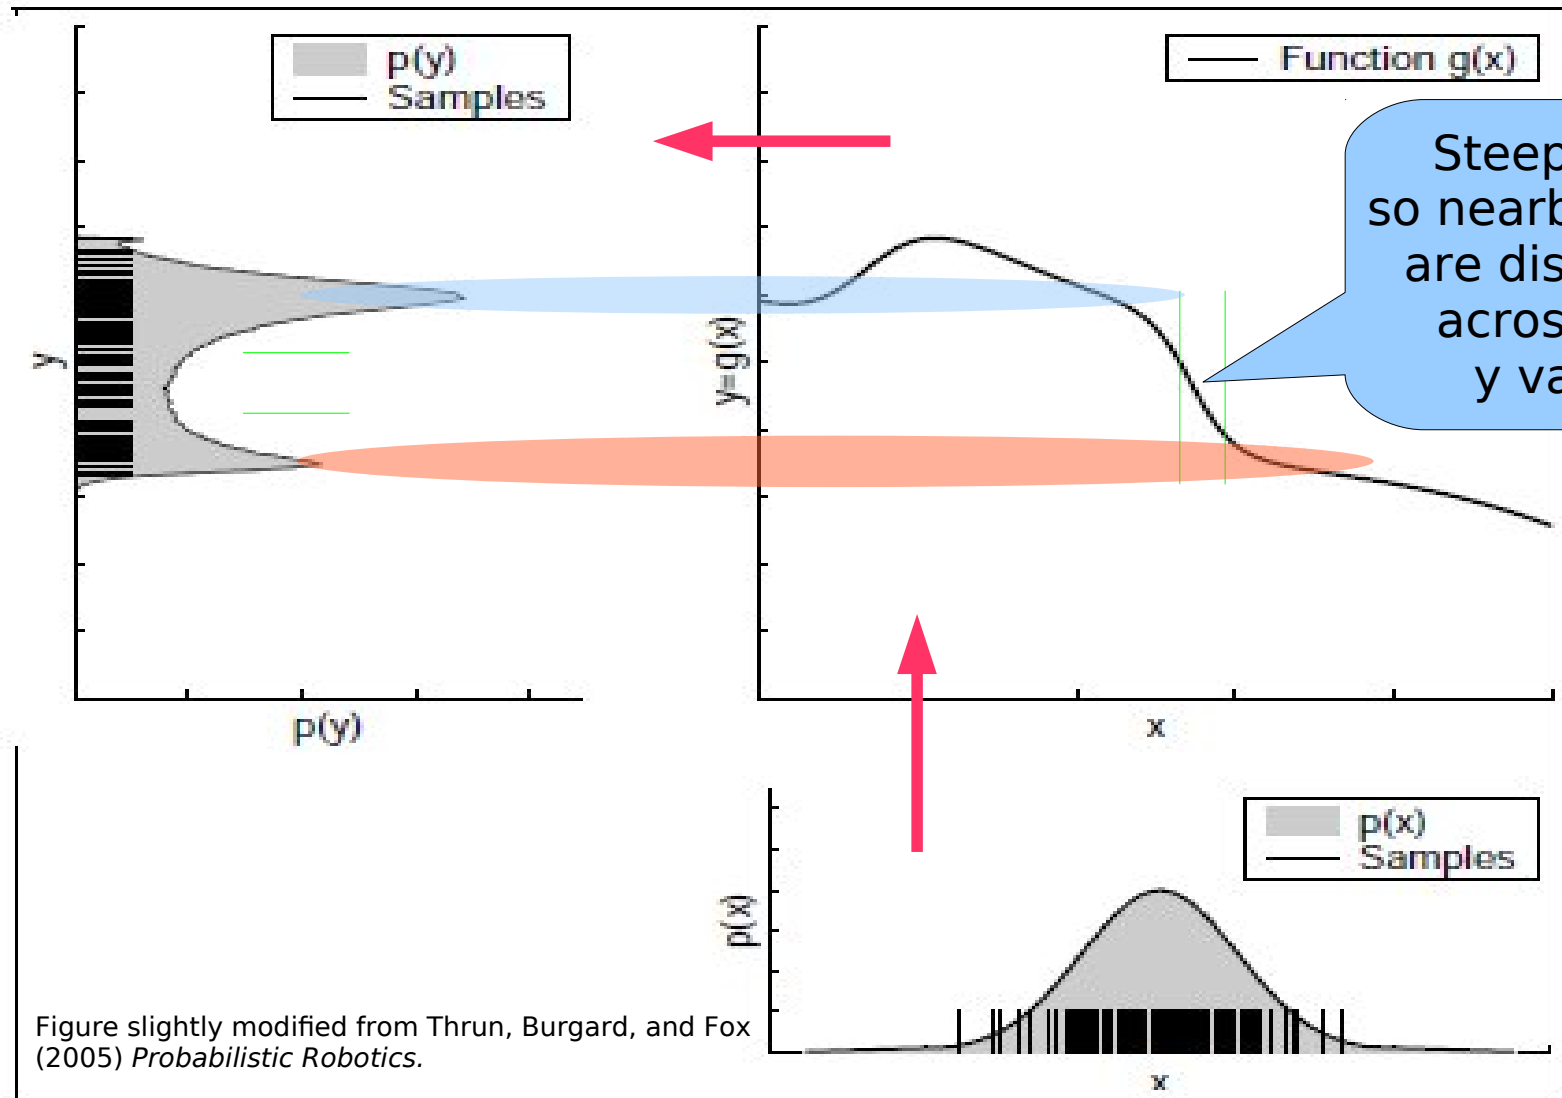 p(y)
Samples
Function g(x)
Steep
so nearb
are dis
acros
y va
y
y=g(x)
p(y)
x
p(x)
Samples
p(x)
x
Figure slightly modified from Thrun, Burgard, and Fox
(2005) Probabilistic Robotics.